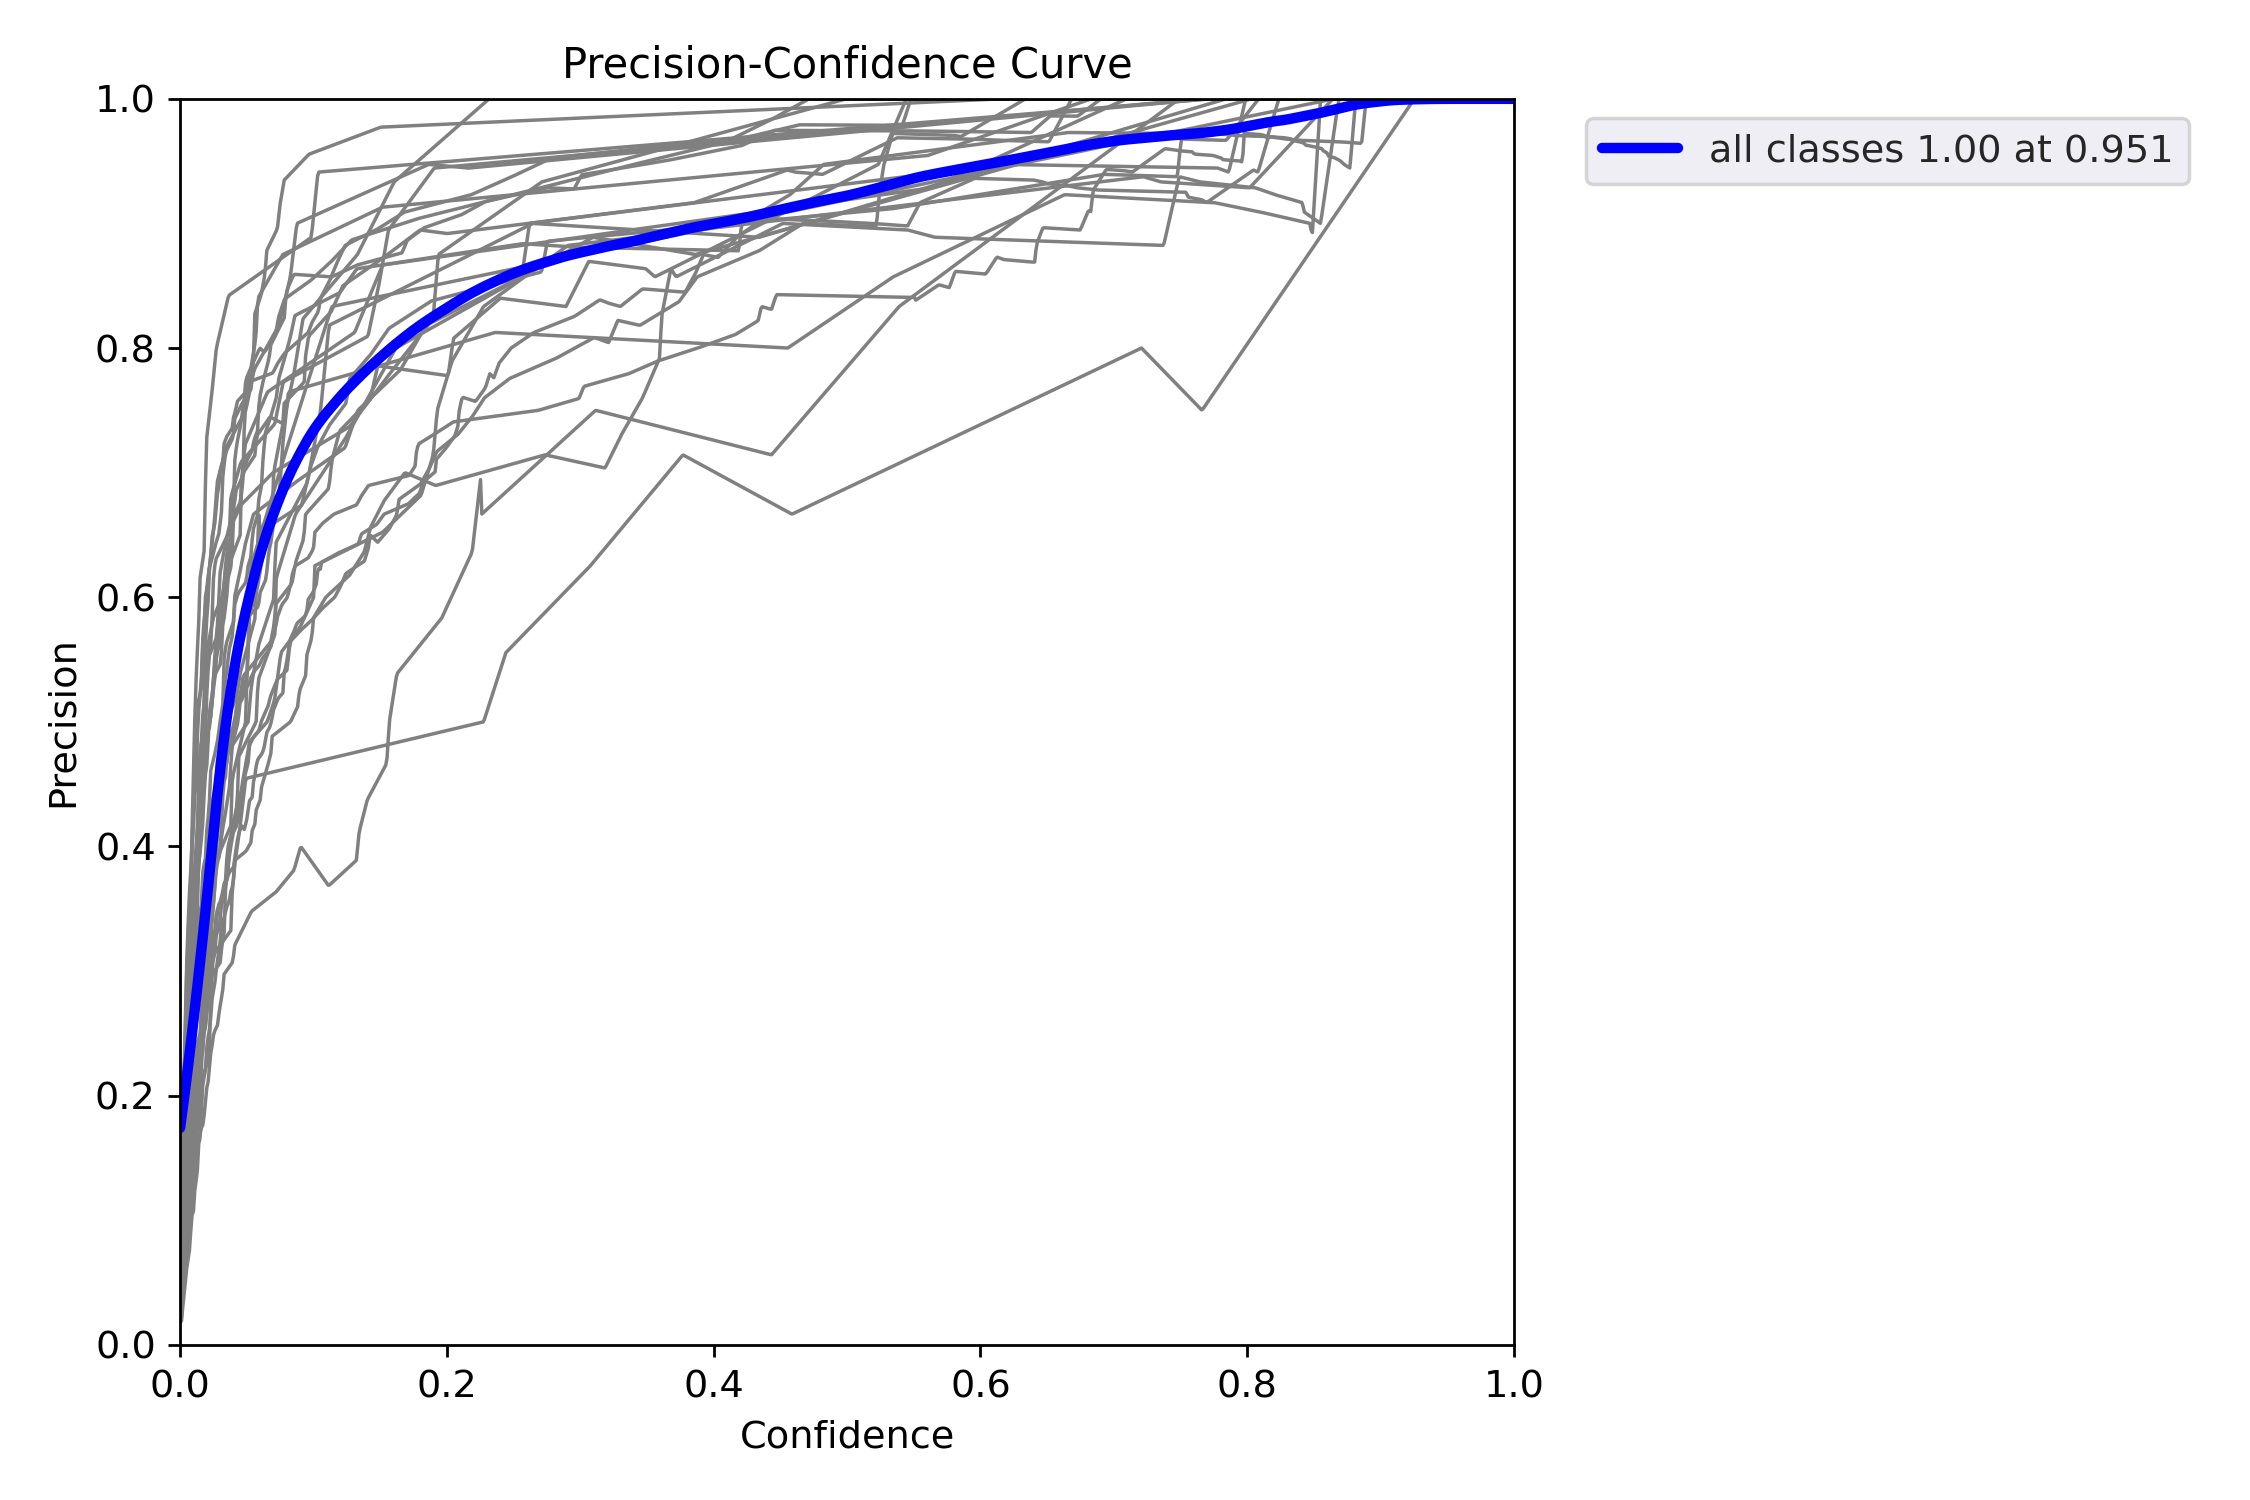 Precision-Confidence Curve
all classes 1.00 at 0.951
1.0
0.8
0.6
0.4
0.2
0.0
Precision
0.0 0.2 0.4 0.6 0.8 1.0
Confidence